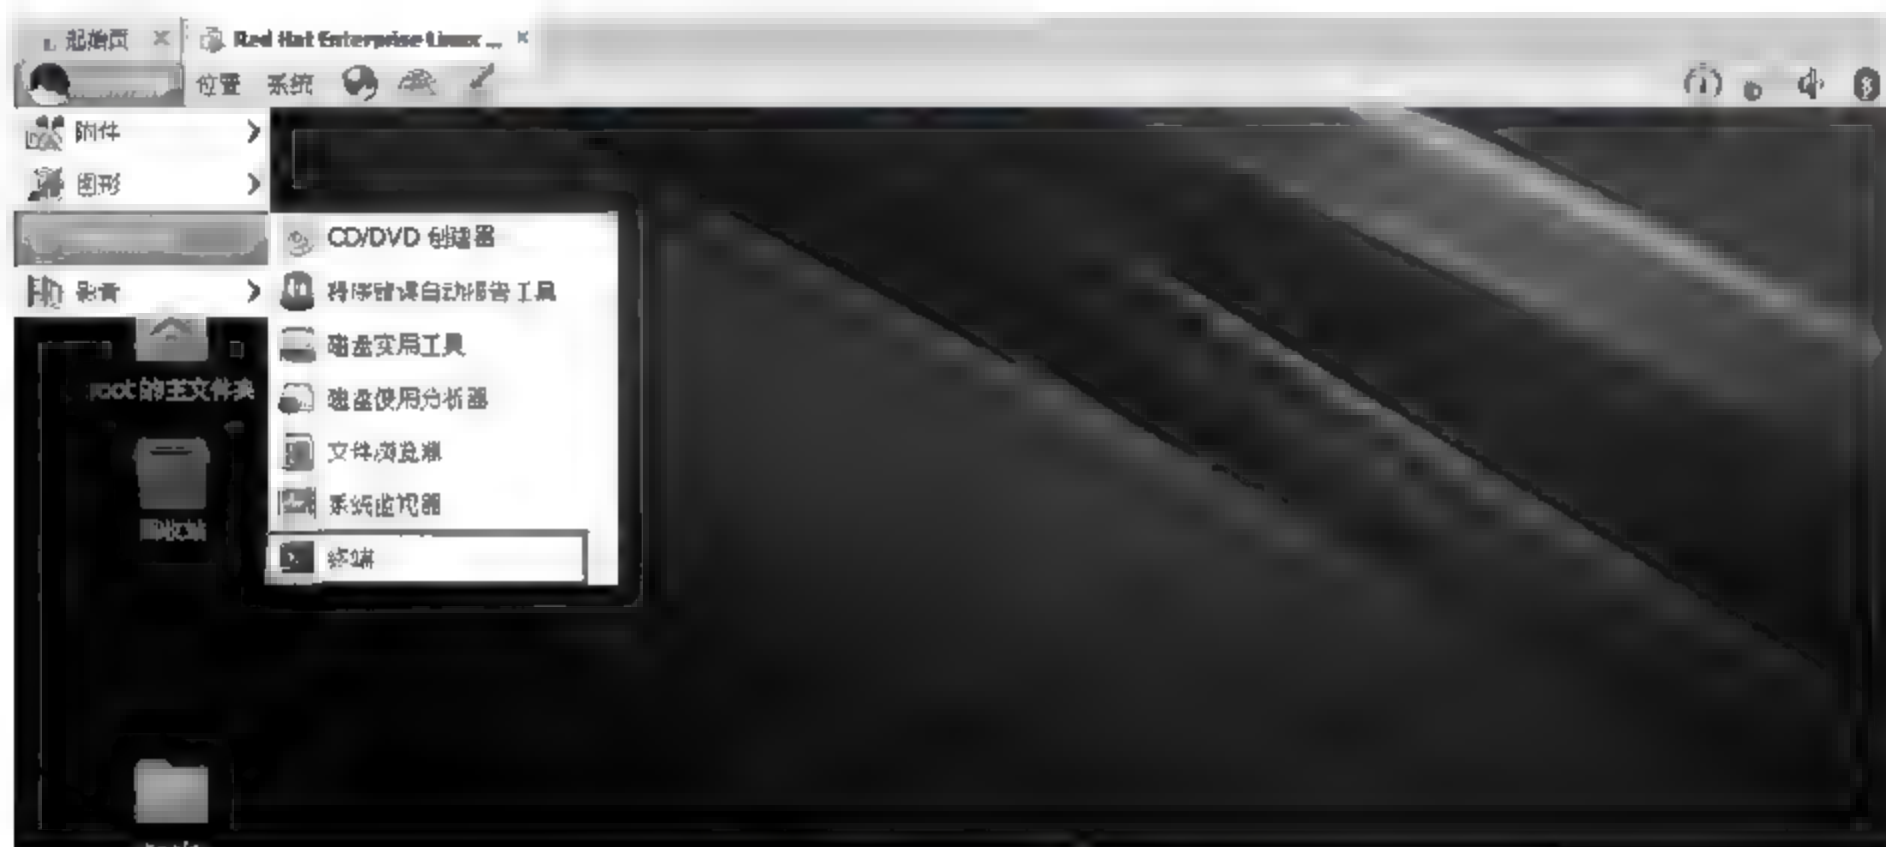 起始页 × Red Hat Enterprise Linux ... ×
位置 系统
附件
图形
影音
CD/DVD 创建器
程序错误自动报告工具
磁盘实用工具
磁盘使用分析器
文件浏览器
系统监视器
终端
root 的主文件夹
回收站